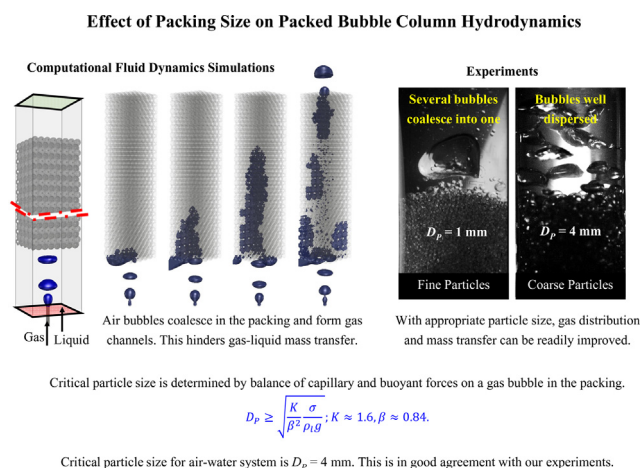 Effect of Packing Size on Packed Bubble Column Hydrodynamics
Computational Fluid Dynamics Simulations
Gas
Liquid
Air bubbles coalesce in the packing and form gas
channels. This hinders gas-liquid mass transfer.
Experiments
Several bubbles
coalesce into one
D_P = 1 mm
Fine Particles
Bubbles well
dispersed
D_P = 4 mm
Coarse Particles
With appropriate particle size, gas distribution
and mass transfer can be readily improved.
Critical particle size is determined by balance of capillary and buoyant forces on a gas bubble in the packing.
D_P ≥ √(K/β² σ/ρ_l g); K ≈ 1.6, β ≈ 0.84.
Critical particle size for air-water system is D_P = 4 mm. This is in good agreement with our experiments.